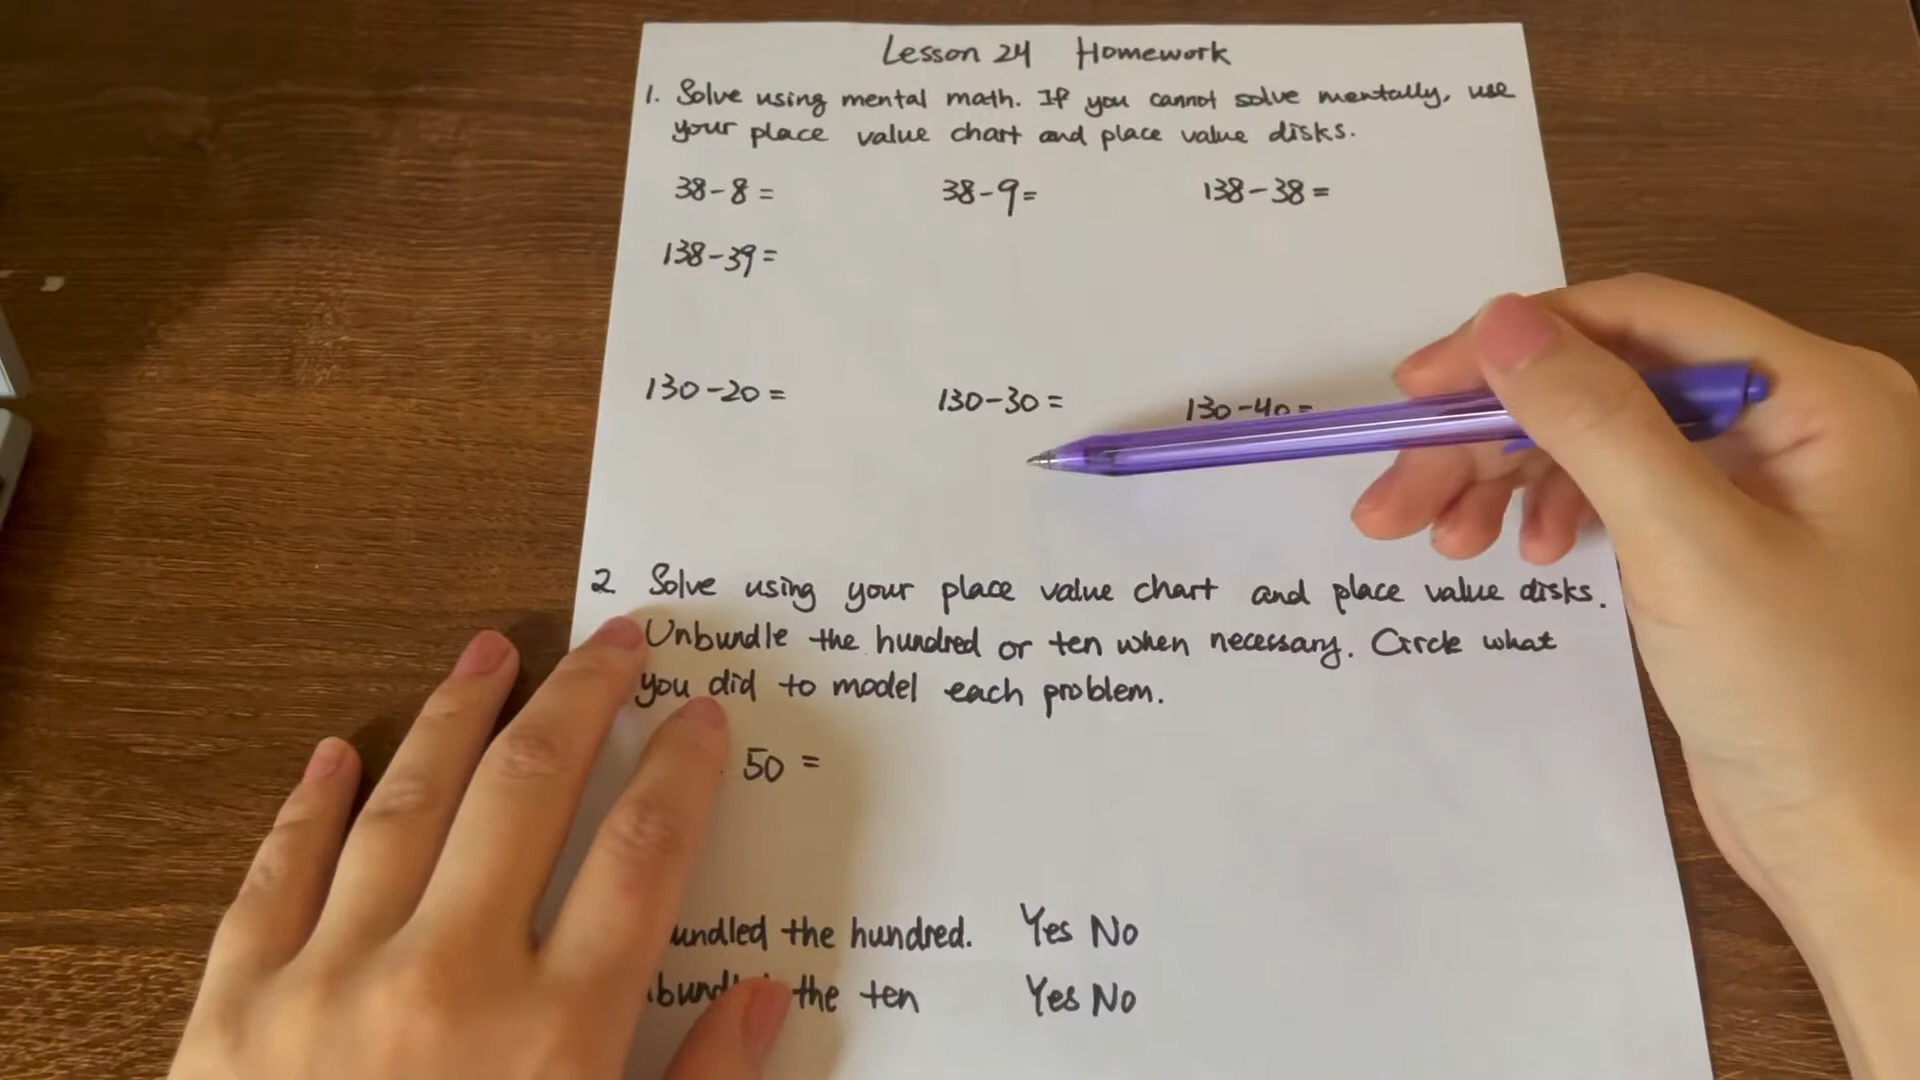 Lesson 24 Homework
1. Solve using mental math. If you cannot solve mentally, use
your place value chart and place value disks.
38-8= 38-9= 138-38=
138-39=
130-20= 130-30= 130-40=
2 Solve using your place value chart and place value disks.
Unbundle the hundred or ten when necessary. Circle what
you did to model each problem.
50 =
the hundred. Yes No
the ten Yes No